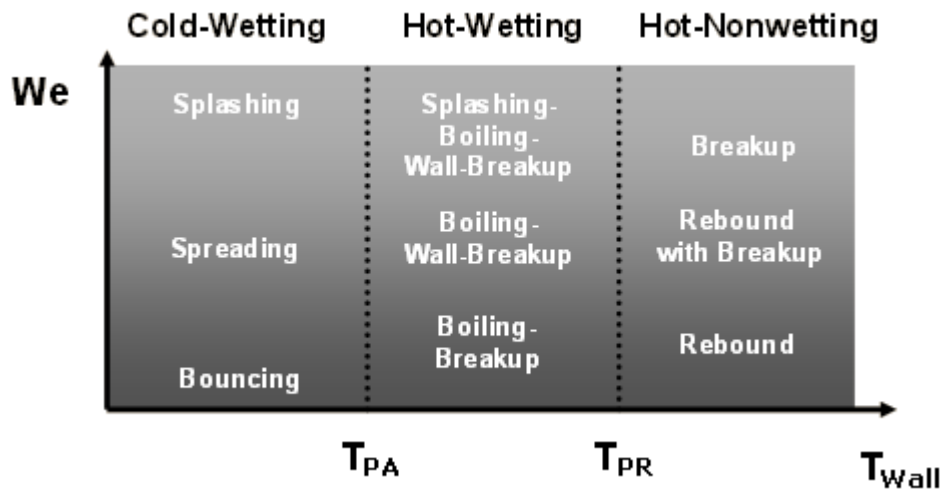 Cold-Wetting
Hot-Wetting
Hot-Nonwetting
We
Splashing
Spreading
Bouncing
Splashing-
Boiling-
Wall-Breakup
Boiling-
Wall-Breakup
Boiling-
Breakup
Breakup
Rebound
with Breakup
Rebound
TPA
TPR
TWall